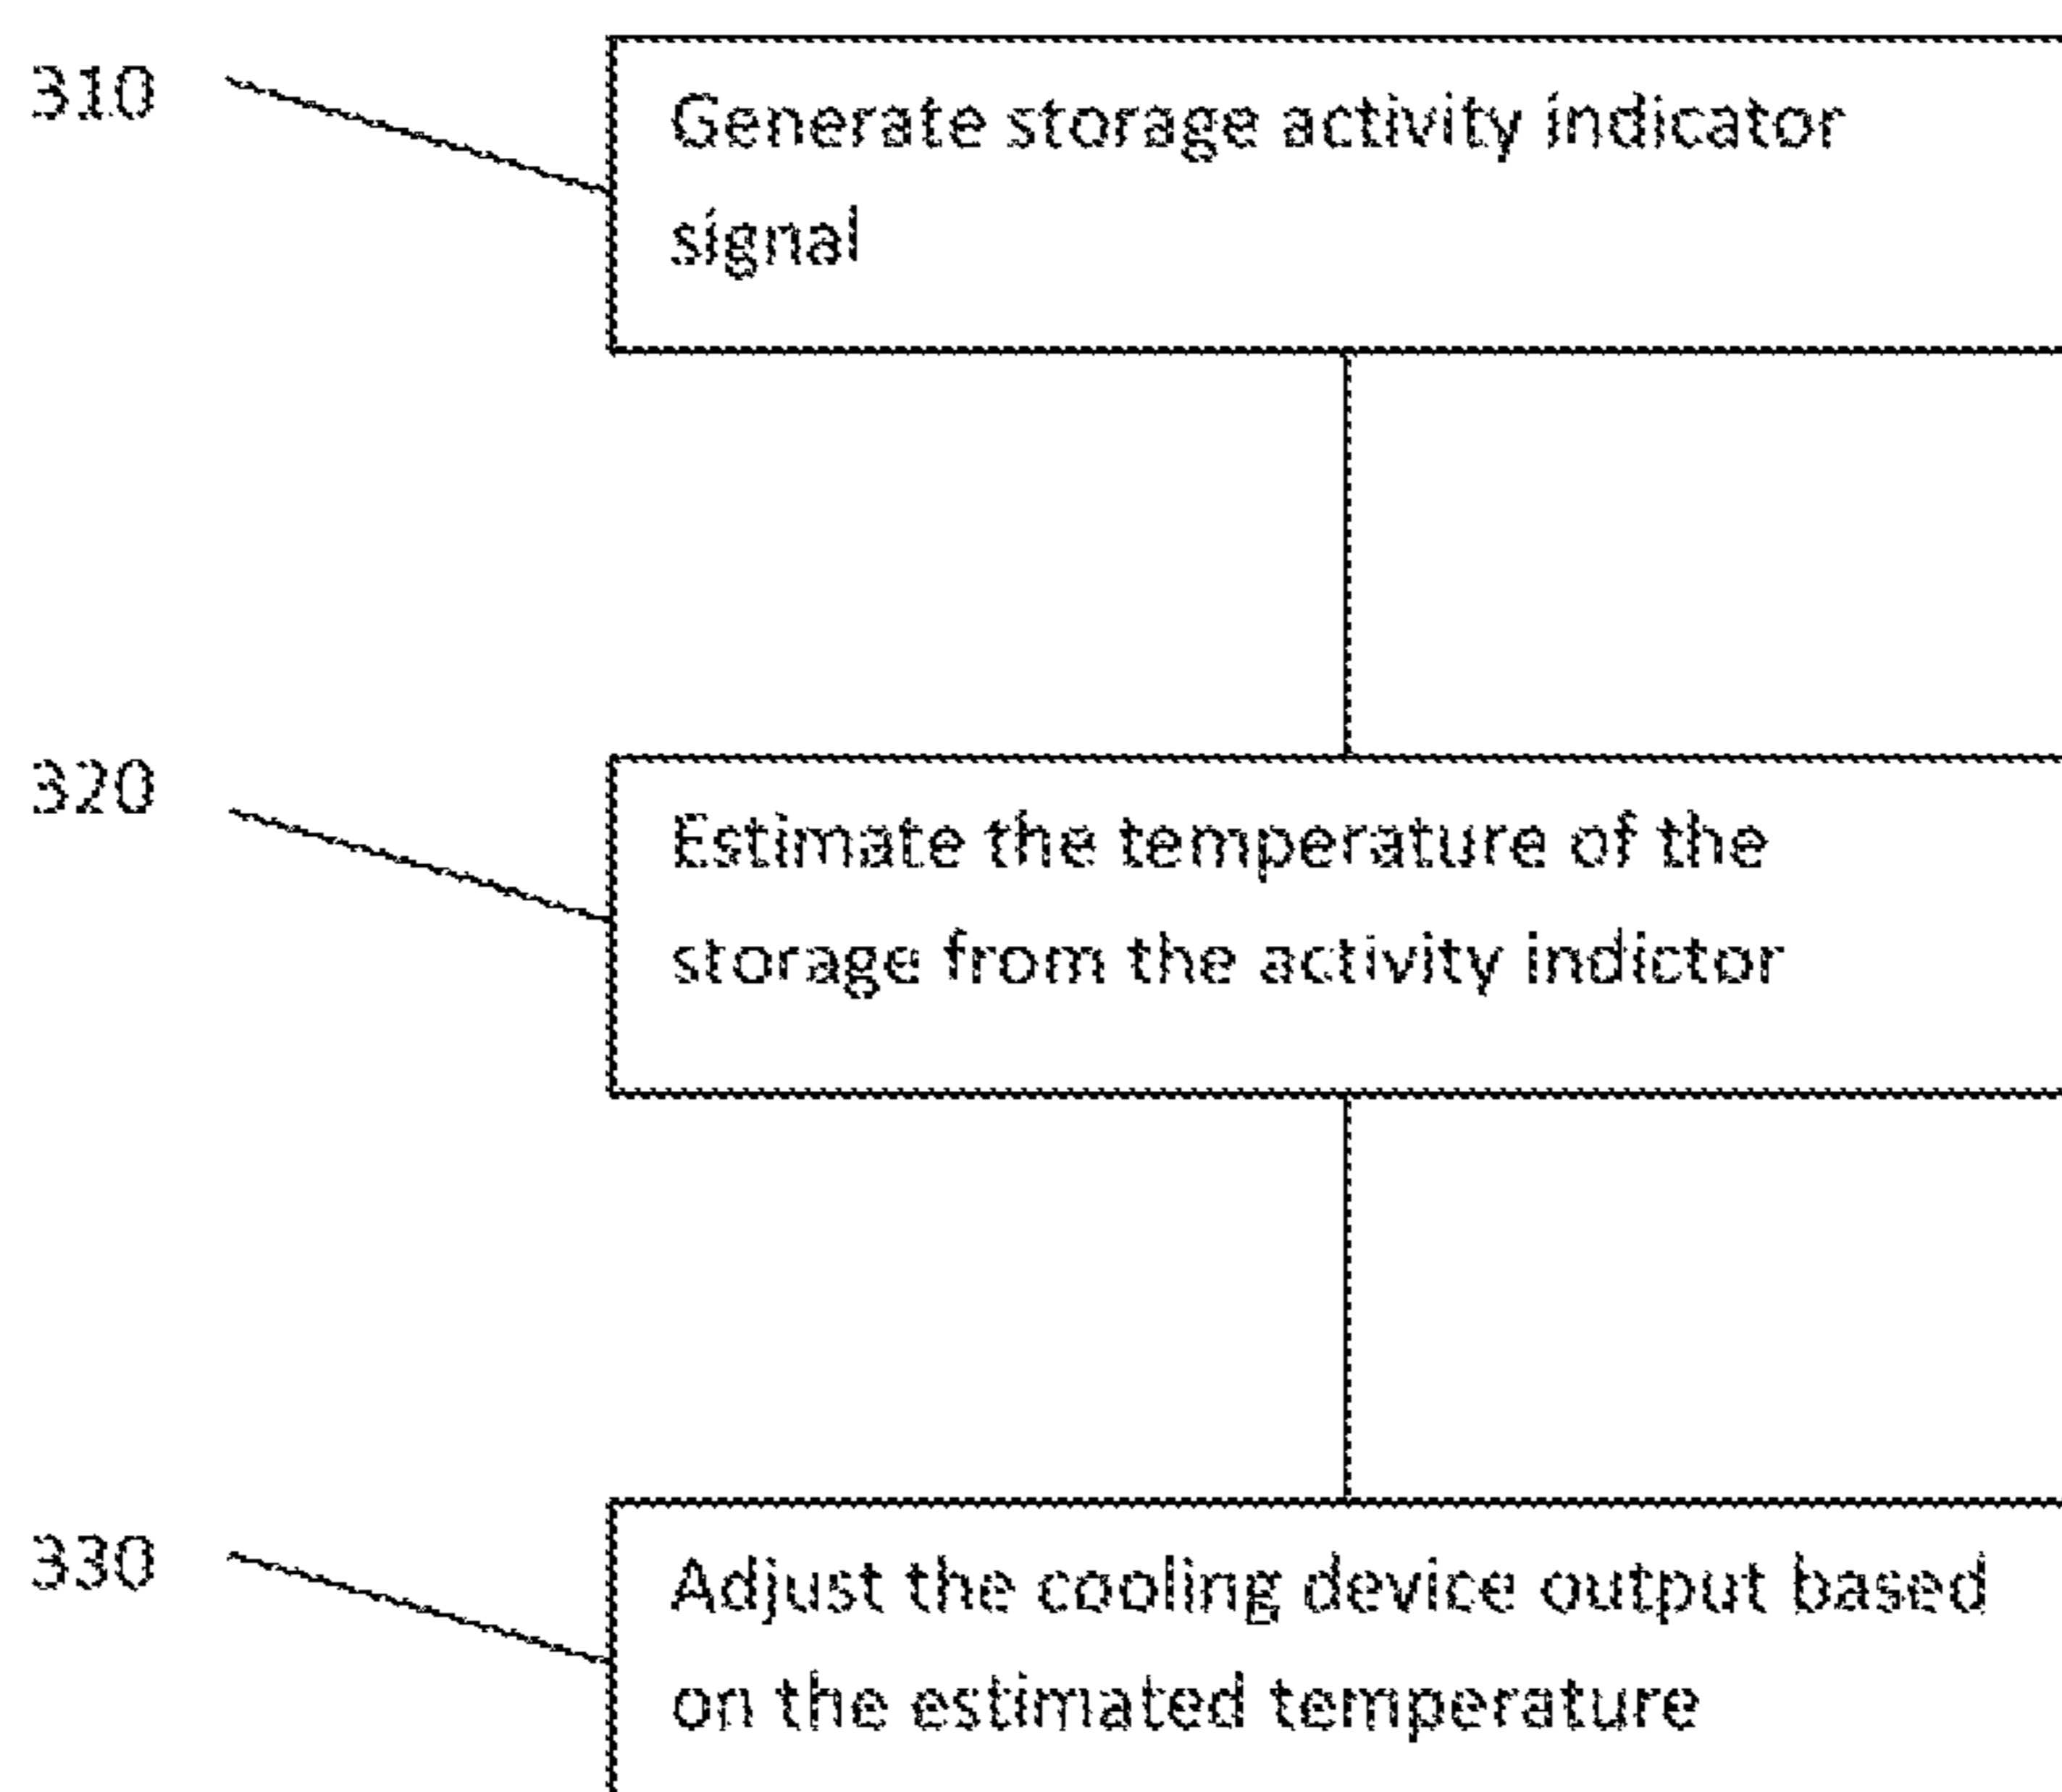 310
Generate storage activity indicator
signal
320
Estimate the temperature of the
storage from the activity indictor
330
Adjust the cooling device output based
on the estimated temperature